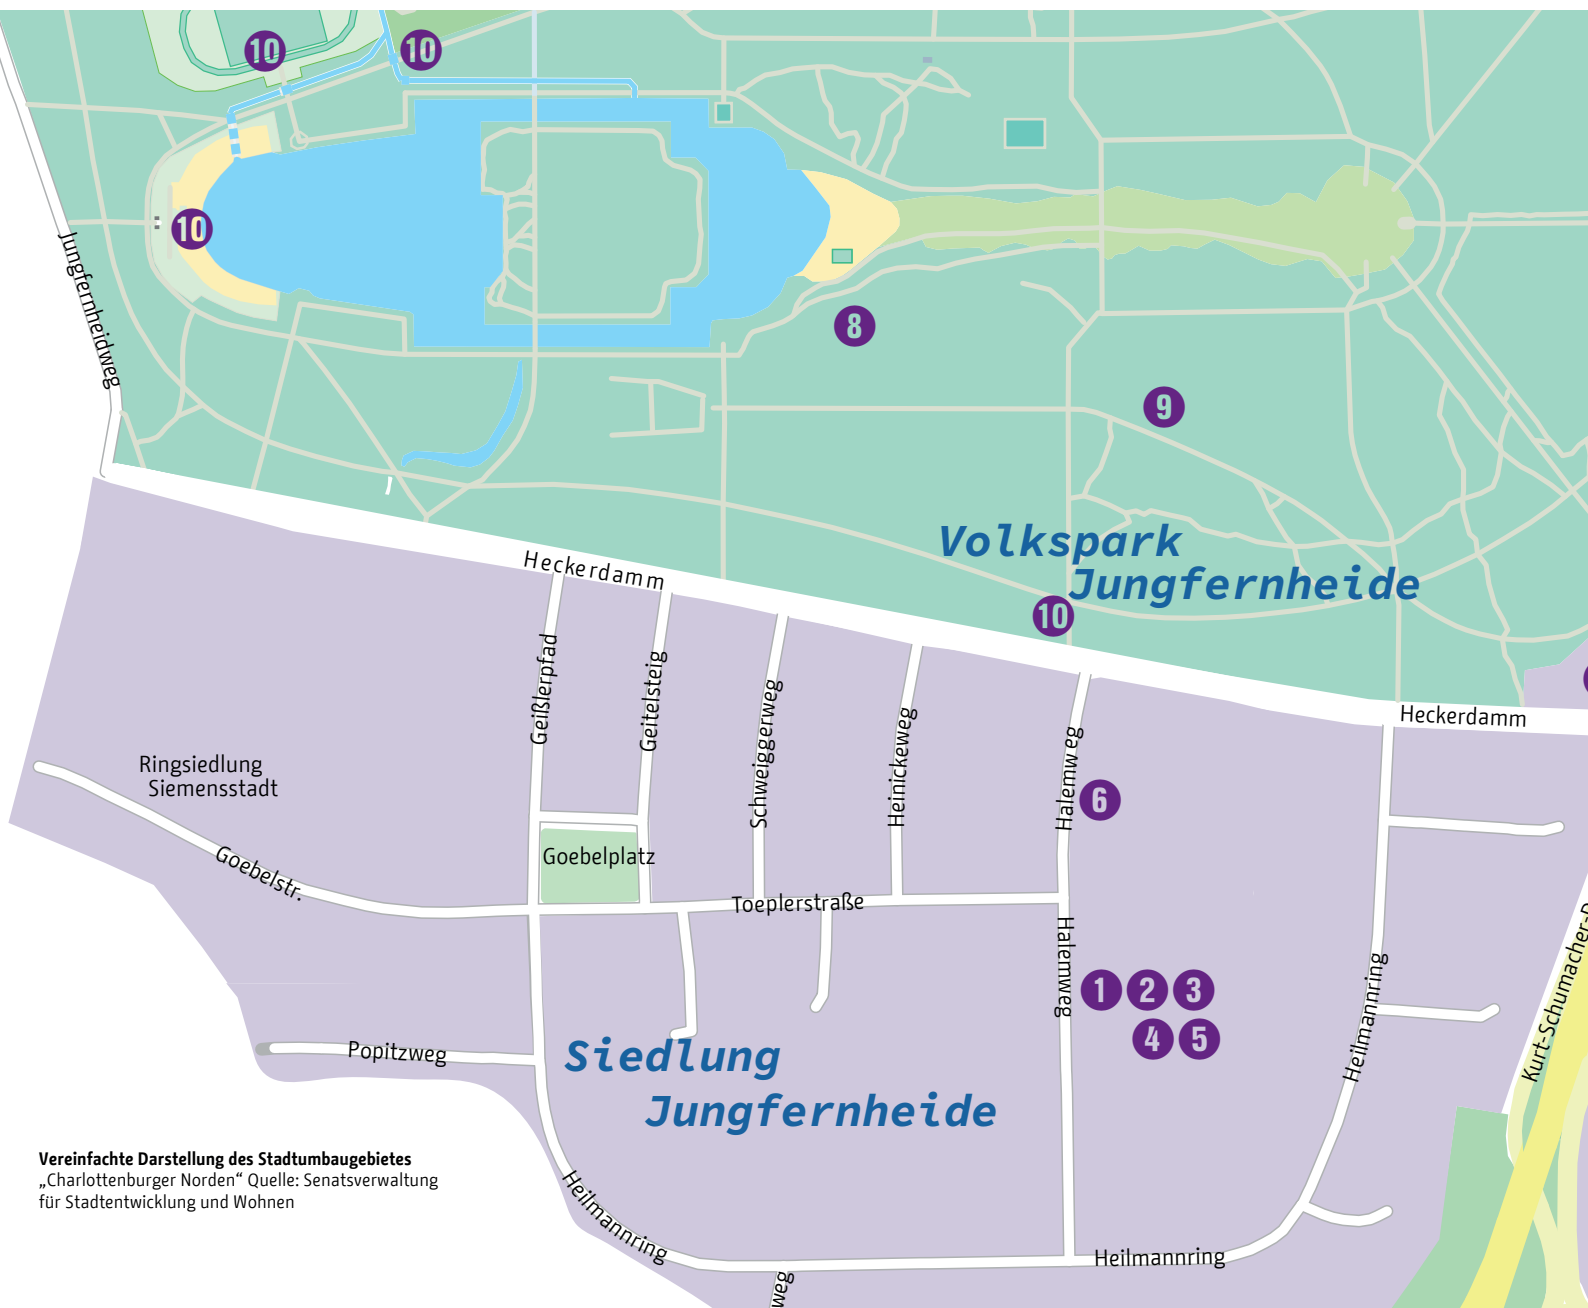 10
10
10
Jungfernheidweg
8
9
Volkspark
Jungfernheide
10
Heckerdamm
Heckerdamm
Geißlerpfad
Geitelsteig
Schweiggerweg
Heinickeweg
Halemweg
6
Ringsiedlung
Siemensstadt
Goebelplatz
Goebelstr.
Toeplerstraße
Halemweg
1 2 3
4 5
Heilmannring
Kurt-Schumacher-D
Popitzweg
Siedlung
Jungfernheide
Vereinfachte Darstellung des Stadtumbaugebietes
„Charlottenburger Norden“ Quelle: Senatsverwaltung
für Stadtentwicklung und Wohnen
Heilmannring
Heilmannring
weg